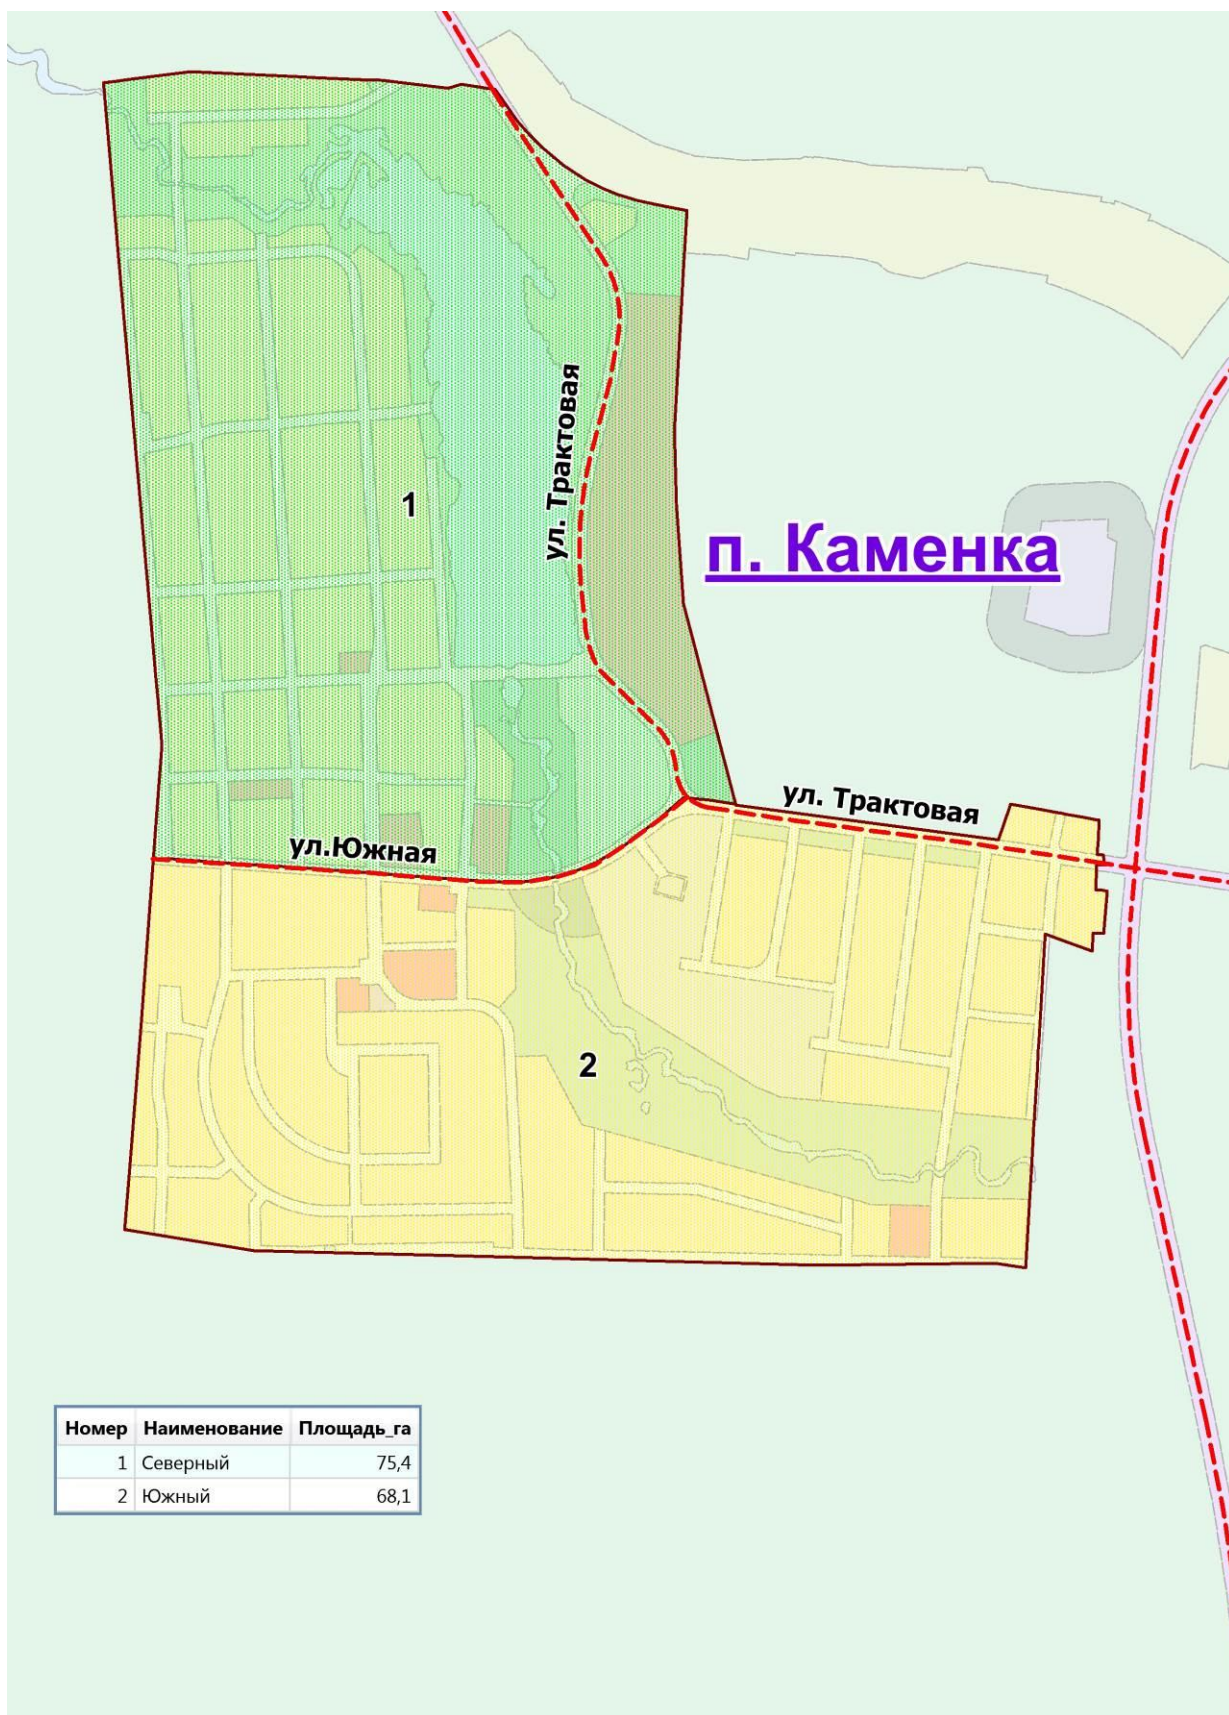 ул. Трактовая
1
п. Каменка
ул. Трактовая
ул.Южная
2
Номер Наименование Площадь_га
1 Северный 75,4
2 Южный 68,1